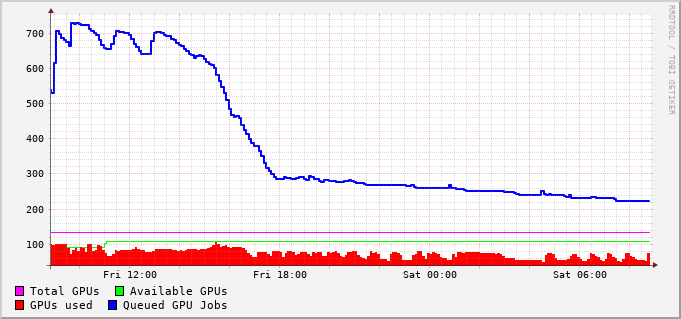 700
600
500
400
300
200
100
Fri 12:00 Fri 18:00 Sat 00:00 Sat 06:00
Total GPUs Available GPUs
GPUs used Queued GPU Jobs
RRDTOOL / TOBI OETIKER